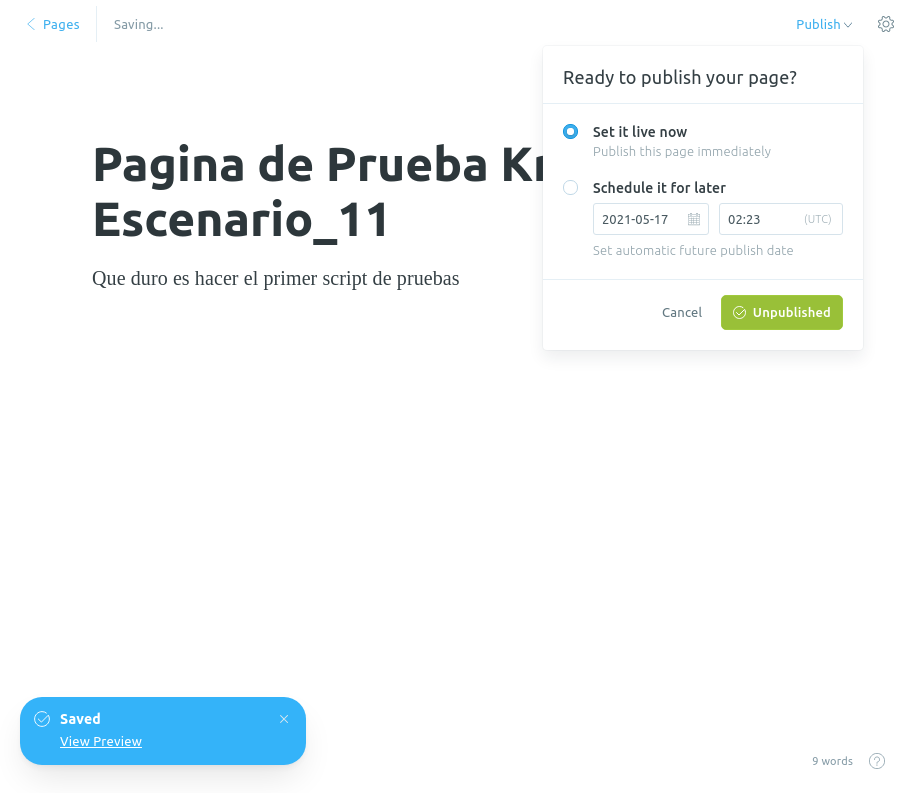 Pages
Saving...
Publish
Ready to publish your page?
Set it live now
Publish this page immediately
Schedule it for later
2021-05-17
02:23
(UTC)
Set automatic future publish date
Cancel
Unpublished
Pagina de Prueba
Escenario_11
Que duro es hacer el primer script de pruebas
Saved
View Preview
9 words
?